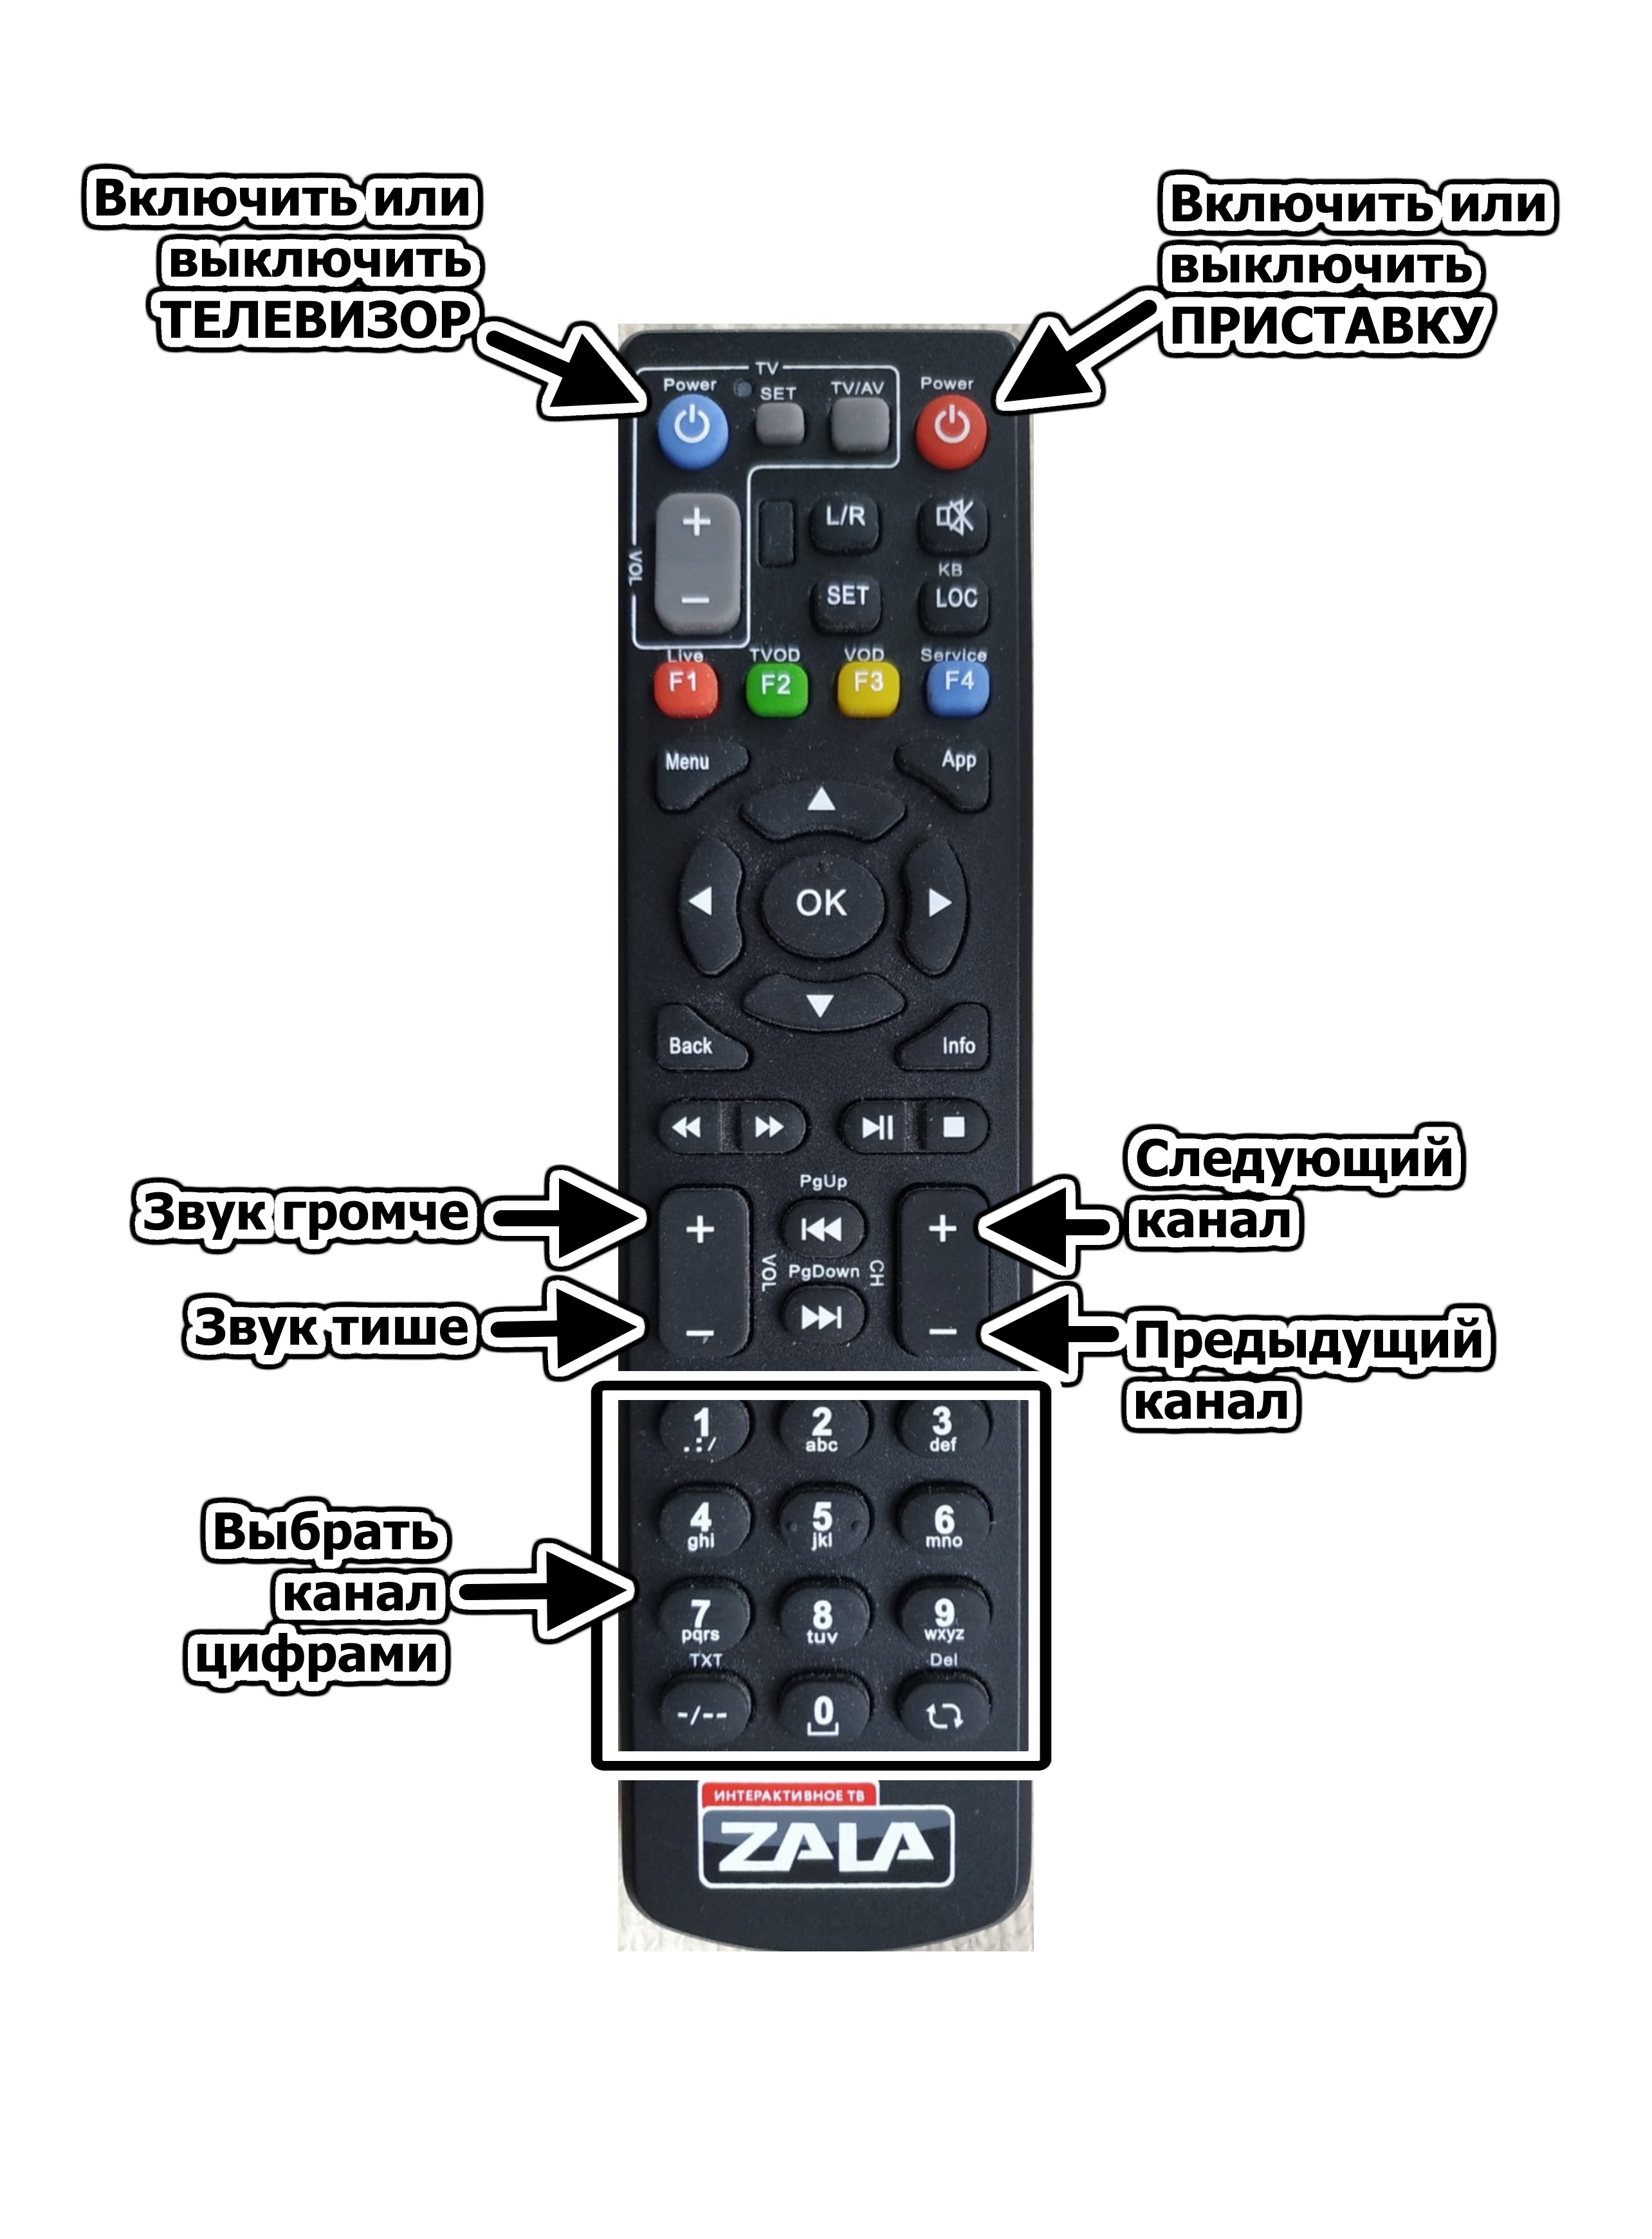 Включить или
выключить
ТЕЛЕВИЗОР
Включить или
выключить
ПРИСТАВКУ
TV
Power
SET
TV/AV
Power
+
L/R
VOL
KB
−
SET
LOC
Live
TVOD
VOD
Service
F1
F2
F3
F4
Menu
App
OK
Back
Info
Звук громче
Следующий
канал
PgUp
+
+
VOL
PgDown
CH
Звук тише
−
−
Предыдущий
канал
1
2
3
.:/
abc
def
4
5
6
ghi
jkl
mno
Выбрать
канал
цифрами
7
8
9
pqrs
tuv
wxyz
TXT
Del
-/--
0
ИНТЕРАКТИВНОЕ ТВ
ZALA